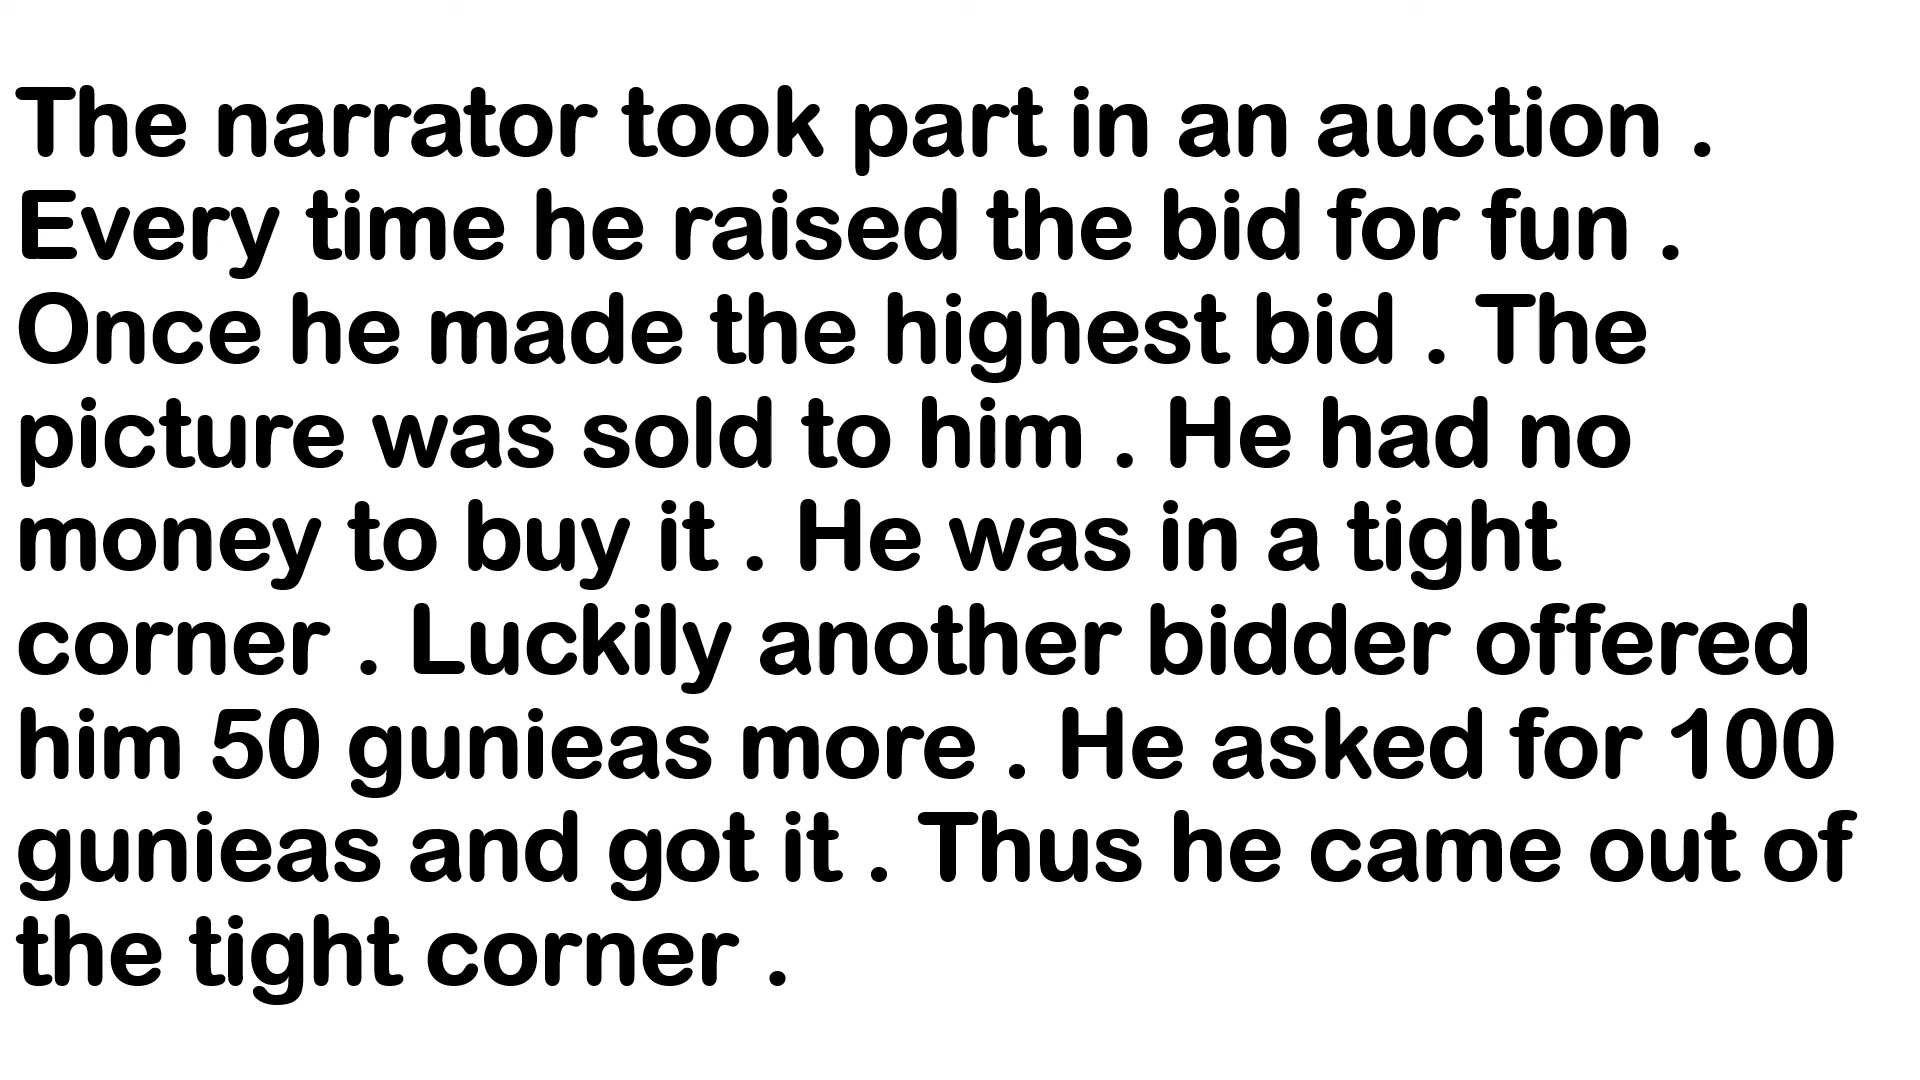 The narrator took part in an auction .
Every time he raised the bid for fun .
Once he made the highest bid . The
picture was sold to him . He had no
money to buy it . He was in a tight
corner . Luckily another bidder offered
him 50 gunieas more . He asked for 100
gunieas and got it . Thus he came out of
the tight corner .